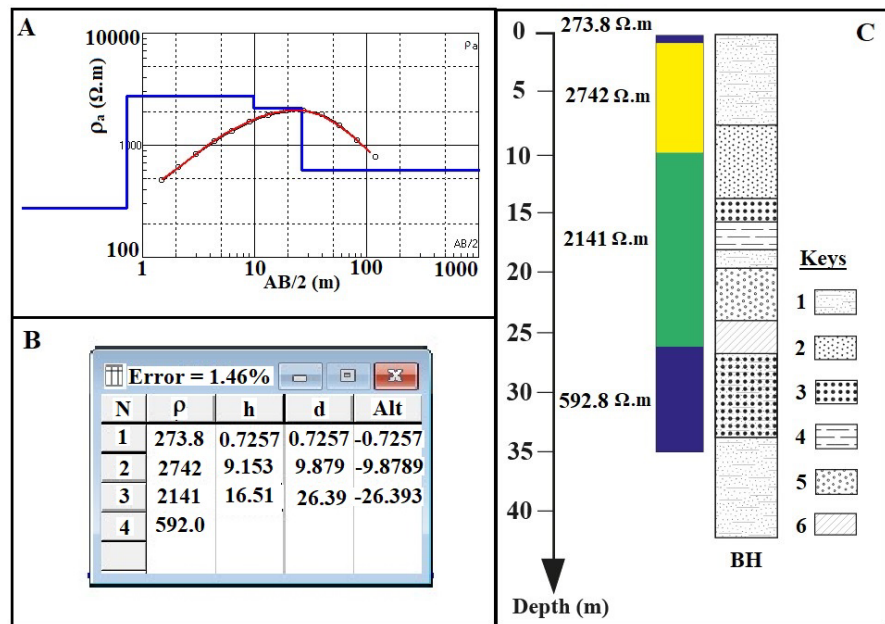 A
10000
ρa (Ω.m)
1000
100
ρa
AB/2
1 10 100 1000
AB/2 (m)
B
Error = 1.46%
N ρ h d Alt
1 273.8 0.7257 0.7257 -0.7257
2 2742 9.153 9.879 -9.8789
3 2141 16.51 26.39 -26.393
4 592.0
C
0
5
10
15
20
25
30
35
40
Depth (m)
273.8 Ω.m
2742 Ω.m
2141 Ω.m
592.8 Ω.m
BH
Keys
1
2
3
4
5
6